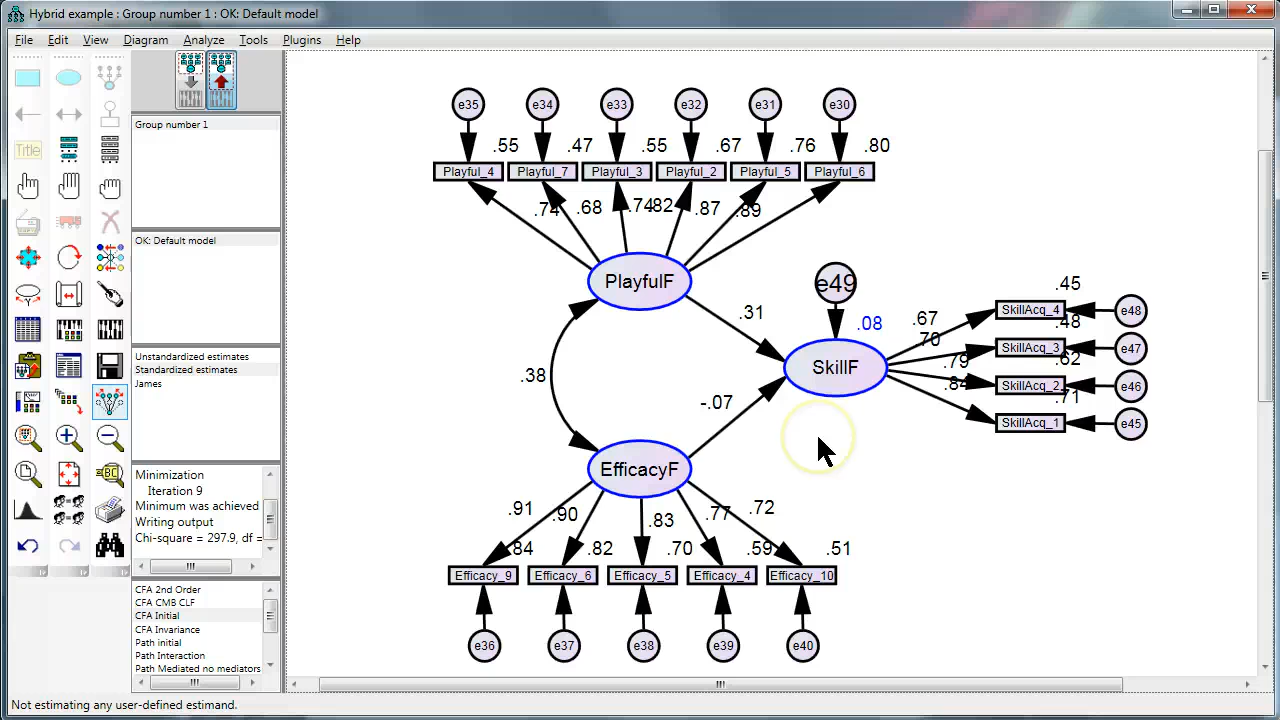 Hybrid example : Group number 1 : OK: Default model
File Edit View Diagram Analyze Tools Plugins Help
Title
Group number 1
OK: Default model
Unstandardized estimates
Standardized estimates
James
Minimization
Iteration 9
Minimum was achieved
Writing output
Chi-square = 297.9, df =
CFA 2nd Order
CFA CMB CLF
CFA Initial
CFA Invariance
Path initial
Path Interaction
Path Mediated no mediators
e35 e34 e33 e32 e31 e30
.55 .47 .55 .67 .76 .80
Playful_4 Playful_7 Playful_3 Playful_2 Playful_5 Playful_6
.74 .68 .74 .82 .87 .89
PlayfulF
e49
.31
.08
.45
.67
SkillAcq_4 e48
.48
.70
SkillAcq_3 e47
.62
.79
SkillAcq_2 e46
.71
.84
SkillAcq_1 e45
SkillF
.38
-.07
EfficacyF
.91 .90 .83 .77 .72
.84 .82 .70 .59 .51
Efficacy_9 Efficacy_6 Efficacy_5 Efficacy_4 Efficacy_10
e36 e37 e38 e39 e40
Not estimating any user-defined estimand.